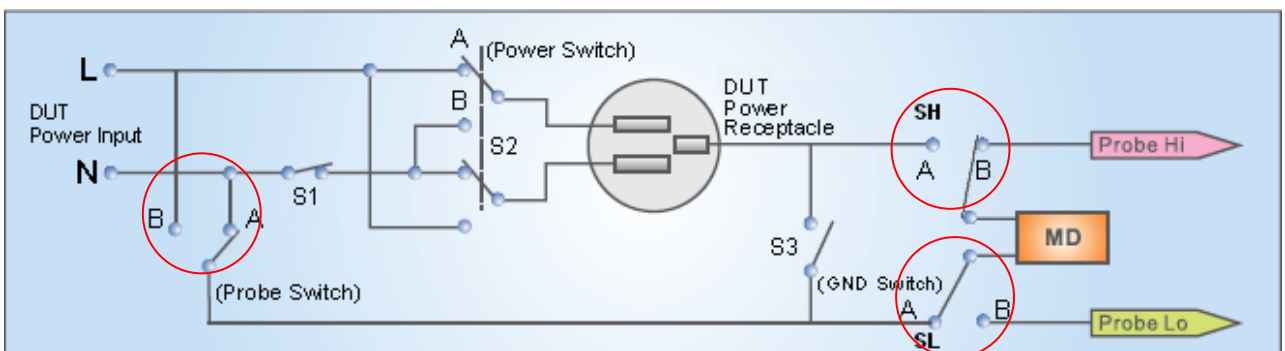 L
DUT
Power Input
N
B
A
(Probe Switch)
S1
A
(Power Switch)
B
S2
DUT
Power
Receptacle
S3
(GND Switch)
SH
A
B
MD
A
B
SL
Probe Hi
Probe Lo